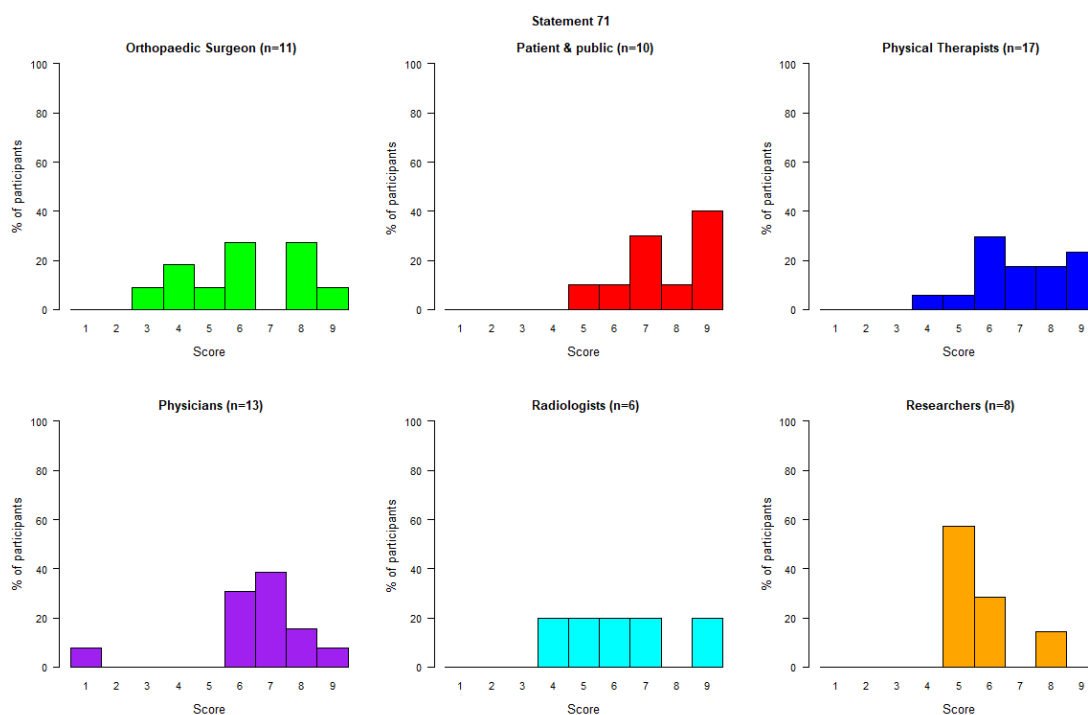 Statement 71
Orthopaedic Surgeon (n=11)
100
80
60
40
20
0
% of participants
1 2 3 4 5 6 7 8 9
Score
Patient & public (n=10)
100
80
60
40
20
0
% of participants
1 2 3 4 5 6 7 8 9
Score
Physical Therapists (n=17)
100
80
60
40
20
0
% of participants
1 2 3 4 5 6 7 8 9
Score
Physicians (n=13)
100
80
60
40
20
0
% of participants
1 2 3 4 5 6 7 8 9
Score
Radiologists (n=6)
100
80
60
40
20
0
% of participants
1 2 3 4 5 6 7 8 9
Score
Researchers (n=8)
100
80
60
40
20
0
% of participants
1 2 3 4 5 6 7 8 9
Score